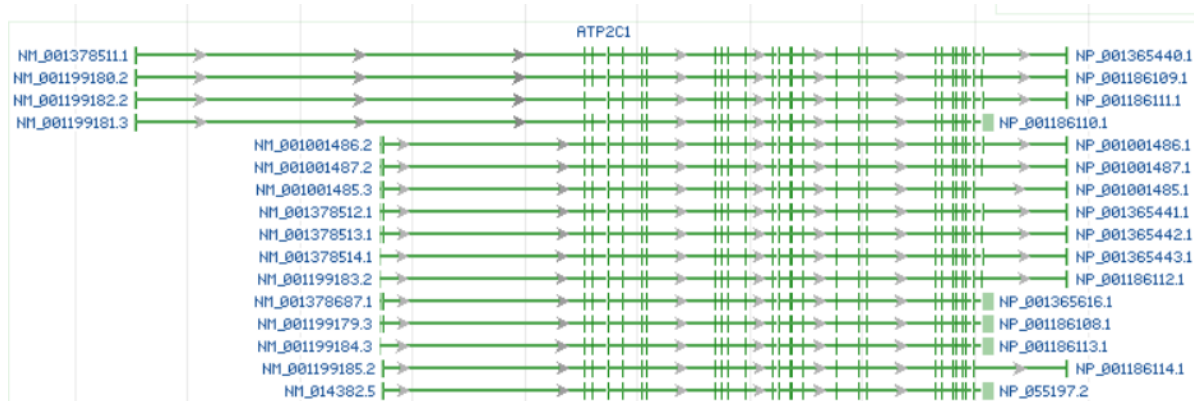 ATP2C1
NM_001378511.1 NP_001365440.1
NM_001199180.2 NP_001186109.1
NM_001199182.2 NP_001186111.1
NM_001199181.3 NP_001186110.1
NM_001001486.2 NP_001001486.1
NM_001001487.2 NP_001001487.1
NM_001001485.3 NP_001001485.1
NM_001378512.1 NP_001365441.1
NM_001378513.1 NP_001365442.1
NM_001378514.1 NP_001365443.1
NM_001199183.2 NP_001186112.1
NM_001378687.1 NP_001365616.1
NM_001199179.3 NP_001186108.1
NM_001199184.3 NP_001186113.1
NM_001199185.2 NP_001186114.1
NM_014382.5 NP_055197.2